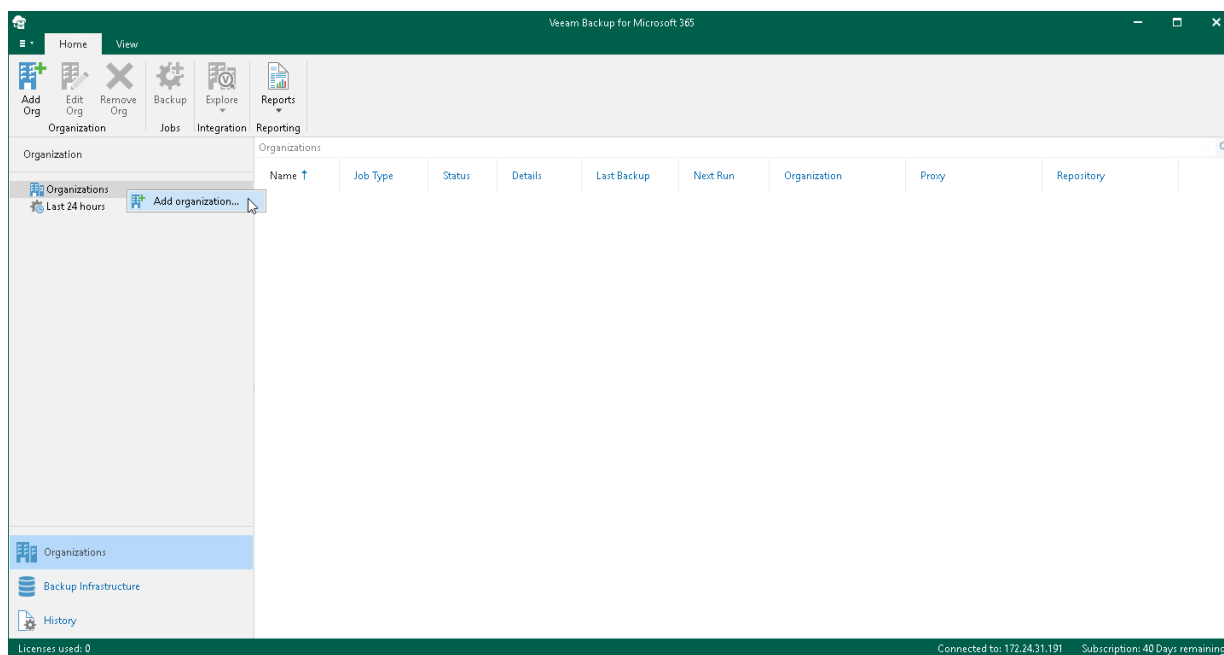 Veeam Backup for Microsoft 365
Home View
Add Org Edit Org Remove Org Backup Explore Reports
Organization Jobs Integration Reporting
Organization
Organizations
Name Job Type Status Details Last Backup Next Run Organization Proxy Repository
Organizations
Add organization...
Last 24 hours
Organizations
Backup Infrastructure
History
Licenses used: 0 Connected to: 172.24.31.191 Subscription: 40 Days remaining